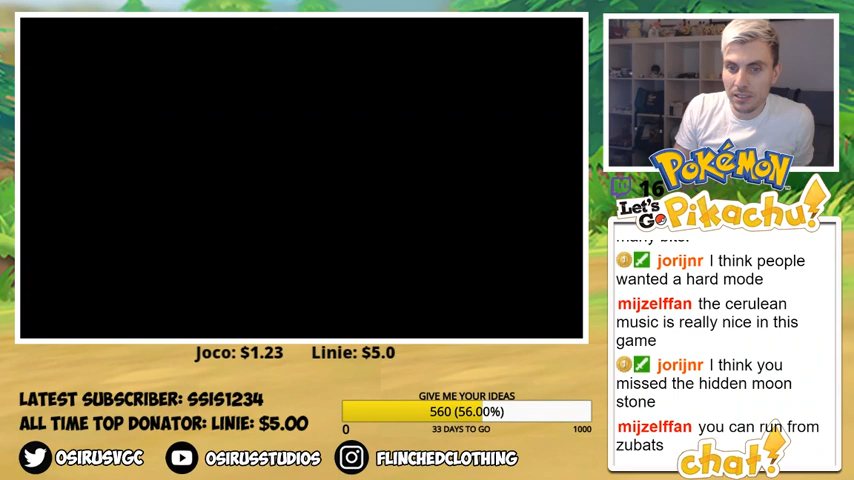 POKÉMON
16
Let's Go
Pikachu!
jorijnr I think people
wanted a hard mode
mijzelffan the cerulean
music is really nice in this
game
jorijnr I think you
missed the hidden moon
stone
mijzelffan you can run from
zubats
chat!
Joco: $1.23 Linie: $5.0
LATEST SUBSCRIBER: SSIS1234
ALL TIME TOP DONATOR: LINIE: $5.00
GIVE ME YOUR IDEAS
560 (56.00%)
0 33 DAYS TO GO 1000
OSIRUSVGC OSIRUSSTUDIOS FLINCHEDCLOTHING